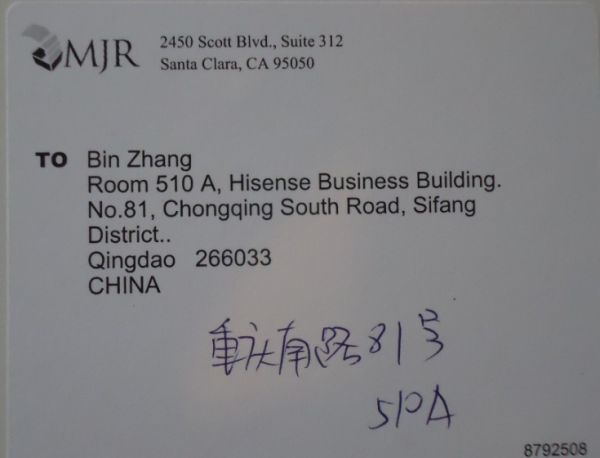 MJR
2450 Scott Blvd., Suite 312
Santa Clara, CA 95050
TO Bin Zhang
Room 510 A, Hisense Business Building.
No.81, Chongqing South Road, Sifang
District..
Qingdao 266033
CHINA
重庆南路81号
510A
8792508